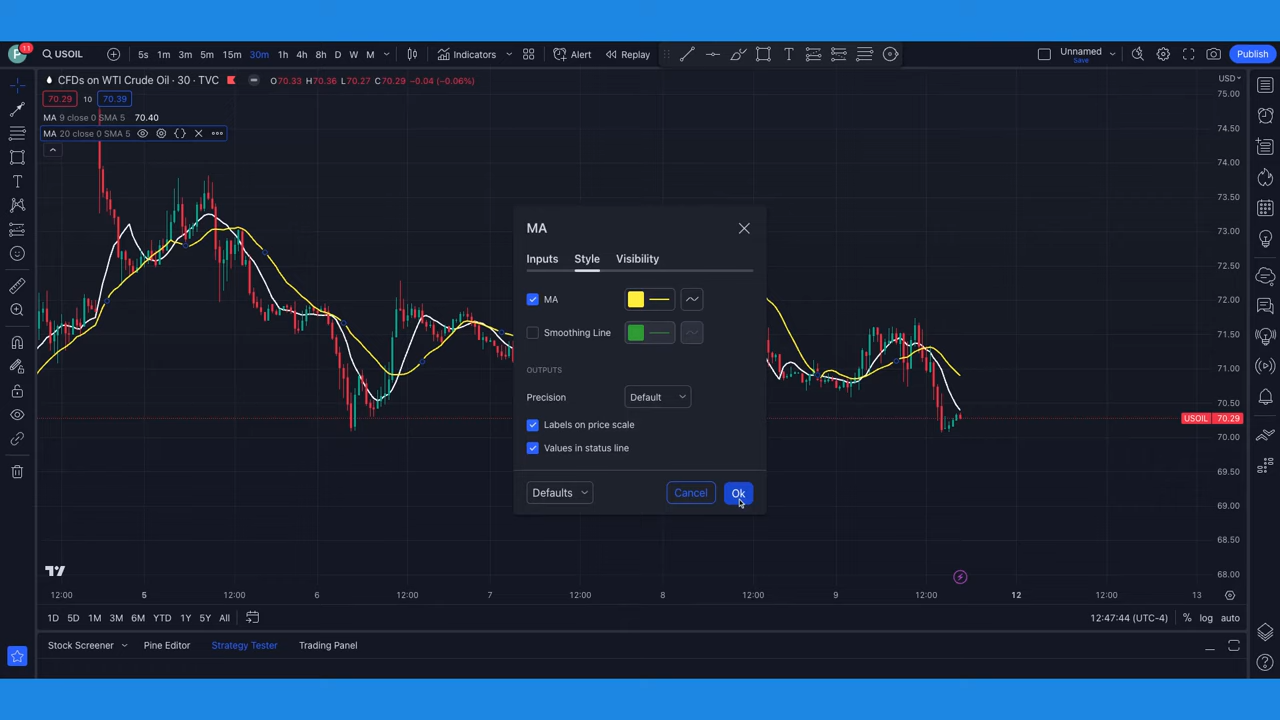 P 11 USOIL 5s 1m 3m 5m 15m 30m 1h 4h 8h D W M Indicators Alert Replay T Unnamed Save Publish
CFDs on WTI Crude Oil · 30 · TVC O70.33 H70.36 L70.27 C70.29 −0.04 (−0.06%) USD
70.29 10 70.39
MA 9 close 0 SMA 5 70.40
MA 20 close 0 SMA 5
75.00
74.50
74.00
73.50
73.00
72.50
72.00
71.50
71.00
70.50
USOIL 70.29
70.00
69.50
69.00
68.50
68.00
MA
Inputs Style Visibility
MA
Smoothing Line
OUTPUTS
Precision Default
Labels on price scale
Values in status line
Defaults Cancel Ok
12:00 5 12:00 6 12:00 7 12:00 8 12:00 9 12:00 12 12:00 13
1D 5D 1M 3M 6M YTD 1Y 5Y All 12:47:44 (UTC-4) % log auto
Stock Screener Pine Editor Strategy Tester Trading Panel